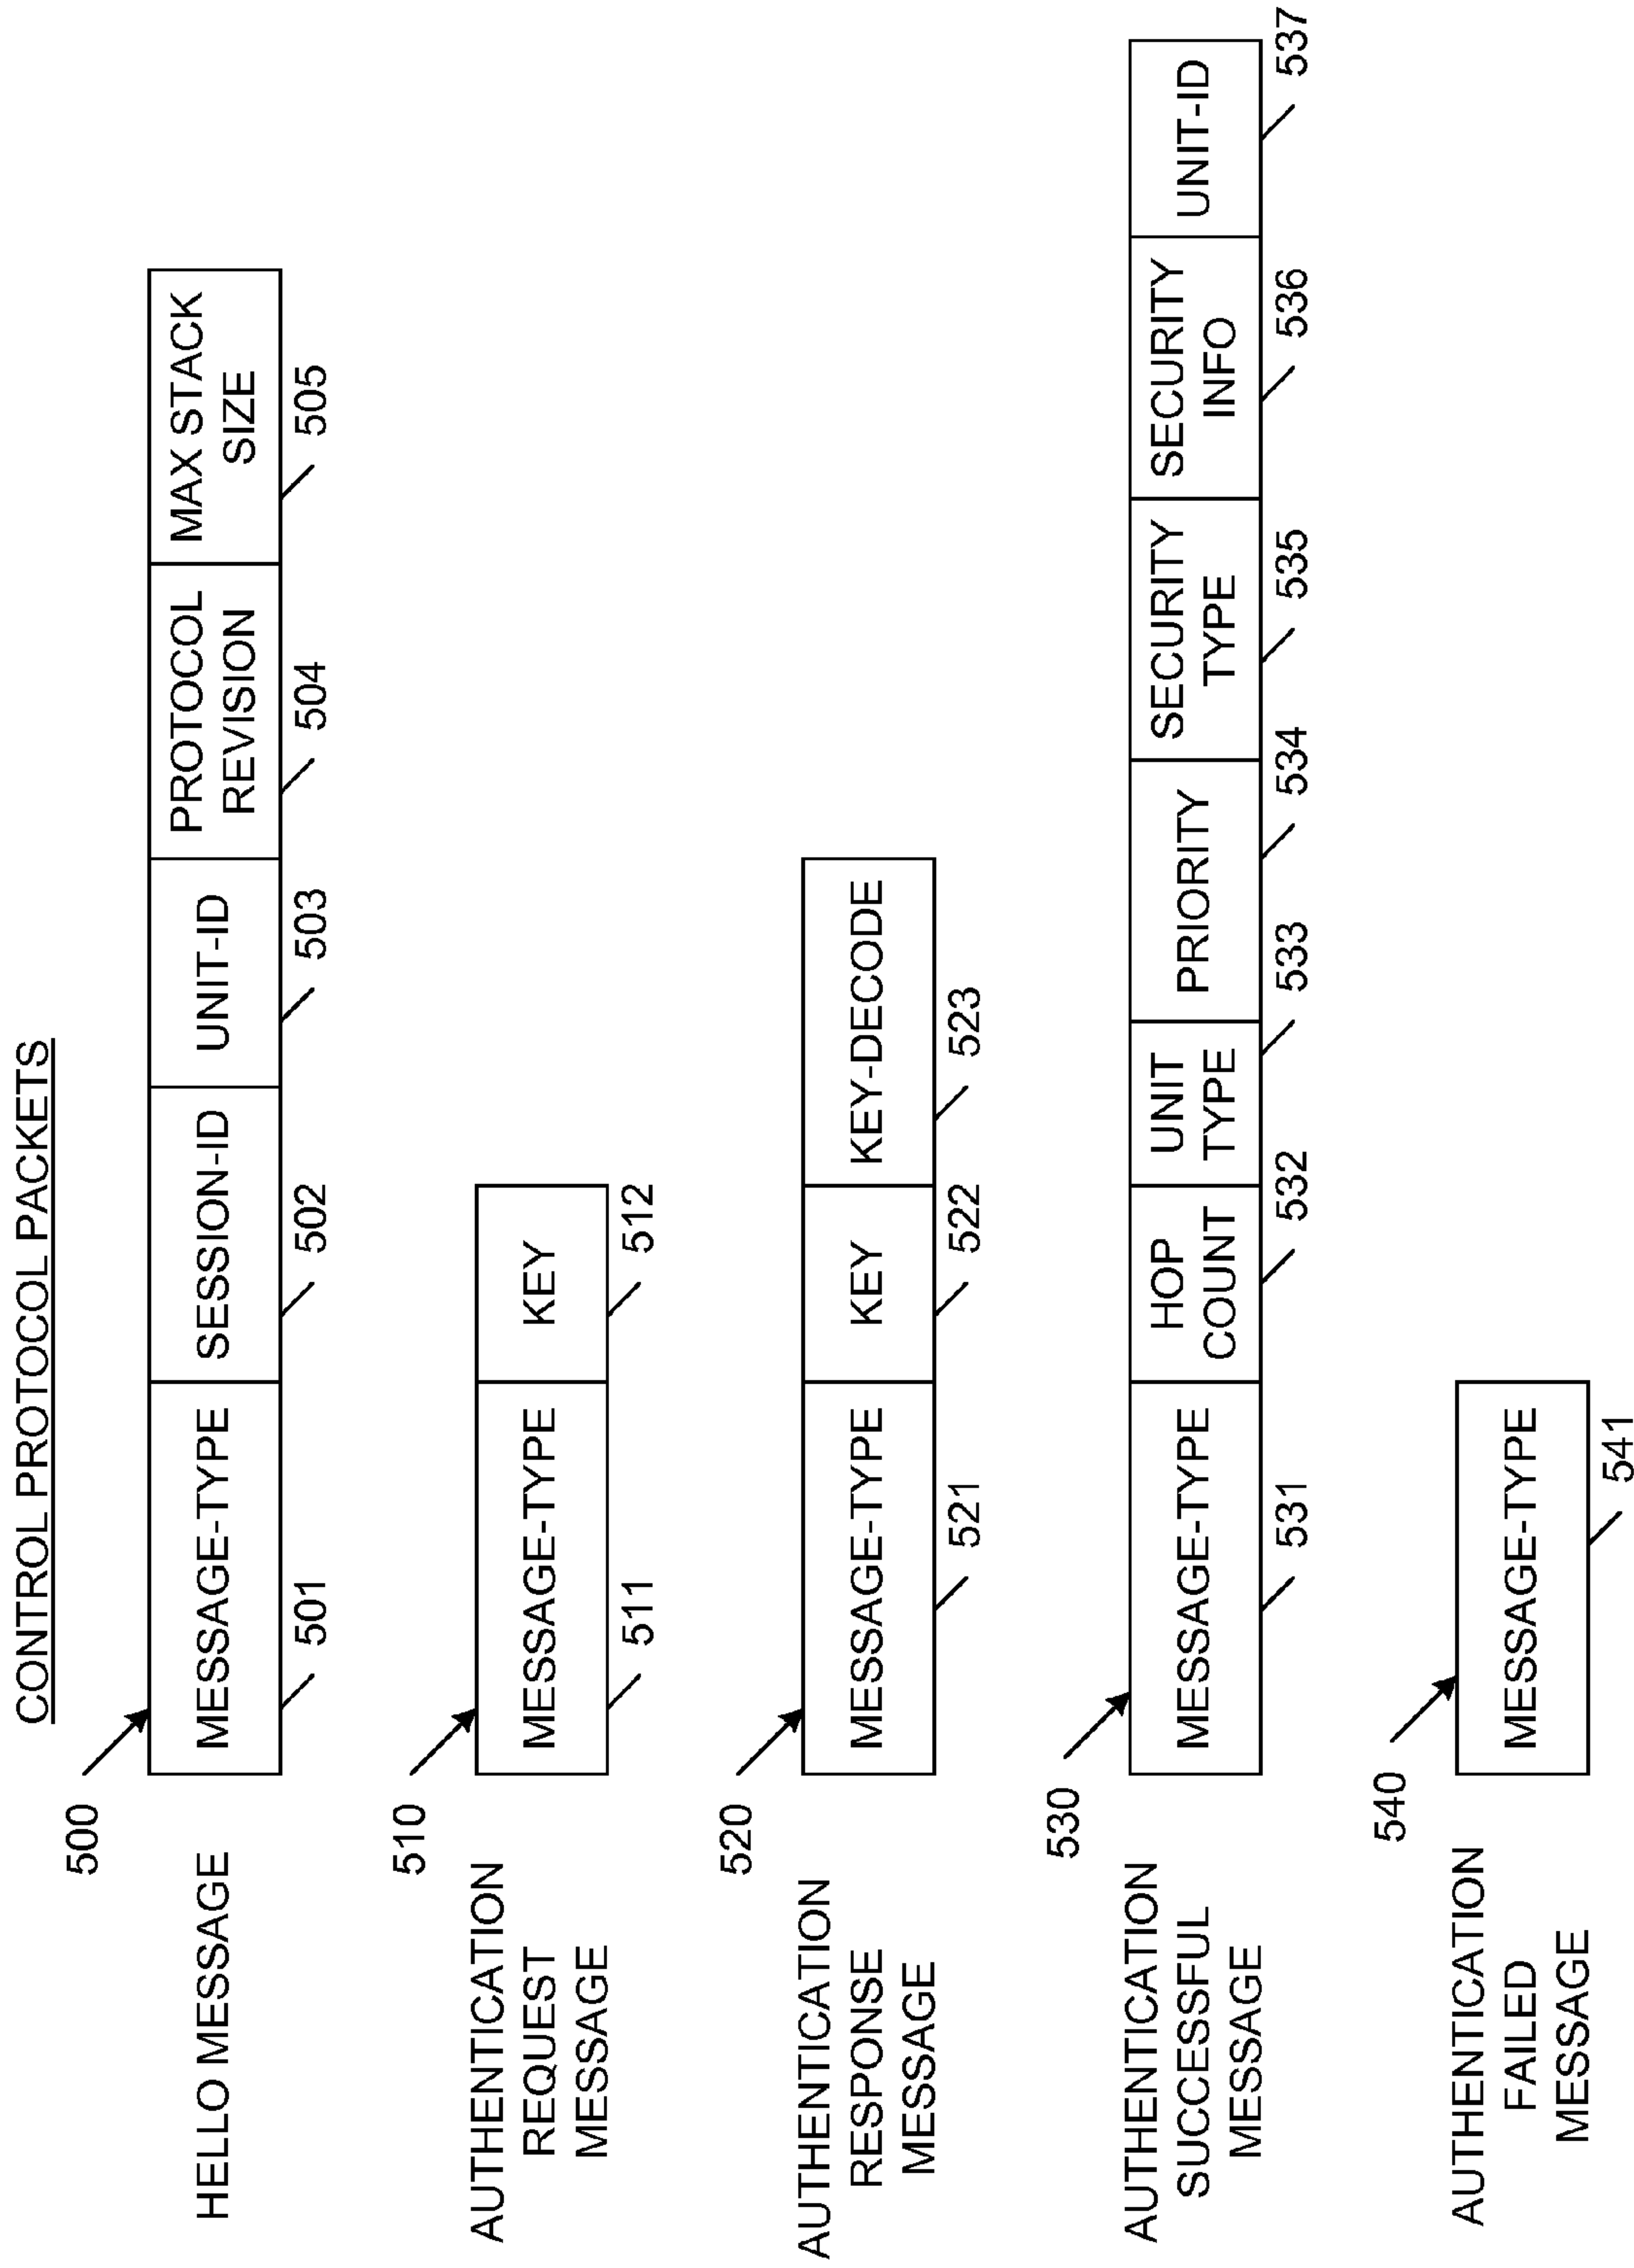 CONTROL PROTOCOL PACKETS
HELLO MESSAGE
500
MESSAGE-TYPE
SESSION-ID
UNIT-ID
PROTOCOL
REVISION
MAX STACK
SIZE
501
502
503
504
505
AUTHENTICATION
REQUEST
MESSAGE
510
MESSAGE-TYPE
KEY
511
512
AUTHENTICATION
RESPONSE
MESSAGE
520
MESSAGE-TYPE
KEY
KEY-DECODE
521
522
523
AUTHENTICATION
SUCCESSFUL
MESSAGE
530
MESSAGE-TYPE
HOP
COUNT
UNIT
TYPE
PRIORITY
SECURITY
TYPE
SECURITY
INFO
UNIT-ID
531
532
533
534
535
536
537
AUTHENTICATION
FAILED
MESSAGE
540
MESSAGE-TYPE
541